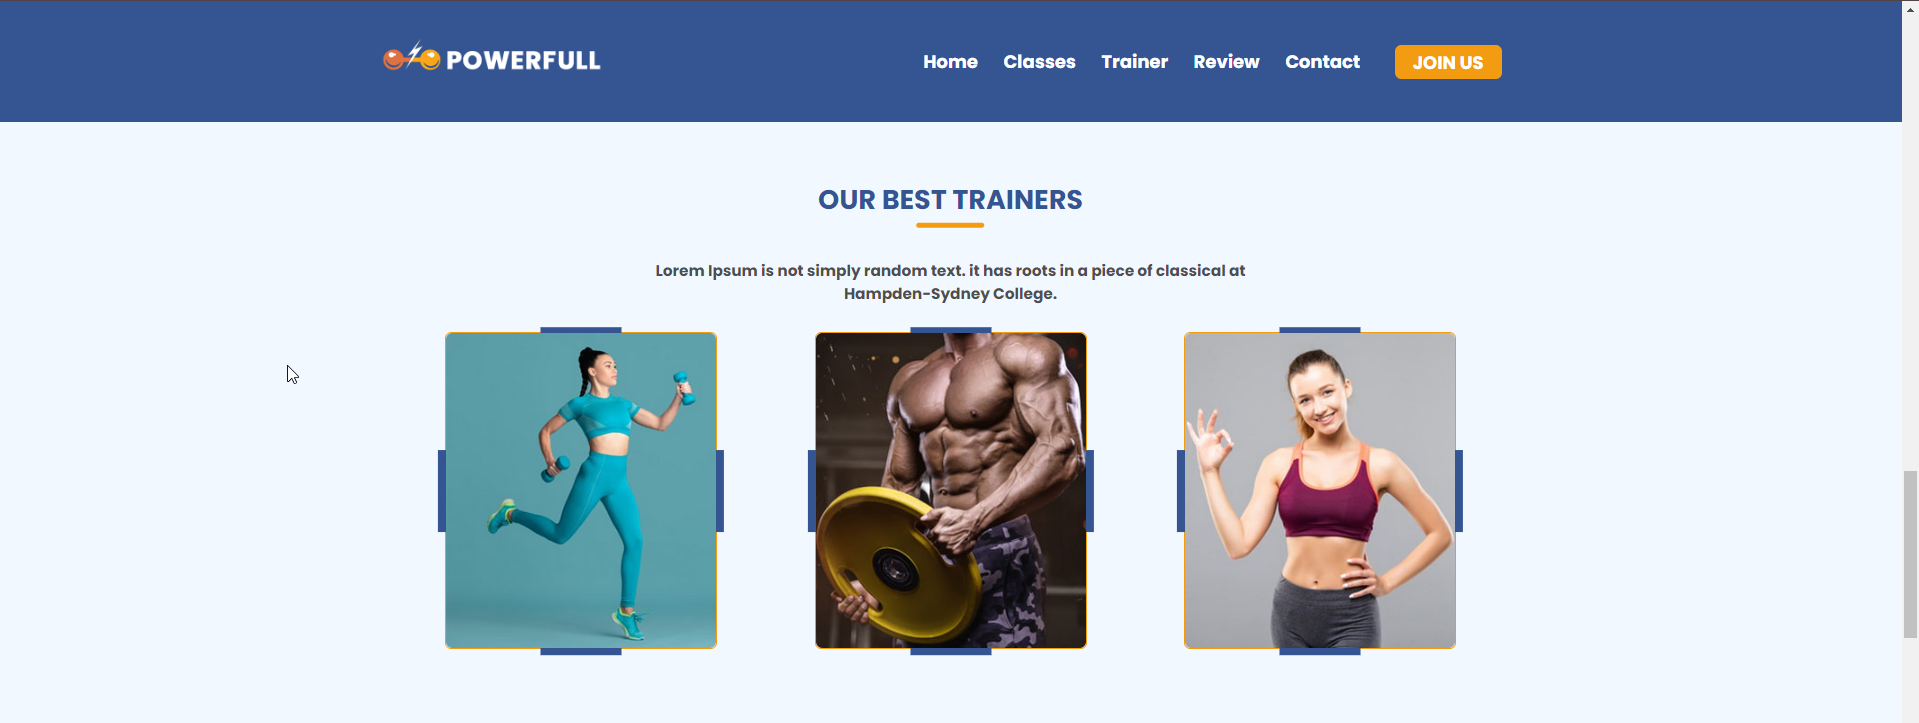 POWERFULL
Home Classes Trainer Review Contact JOIN US
OUR BEST TRAINERS
Lorem Ipsum is not simply random text. it has roots in a piece of classical at
Hampden-Sydney College.